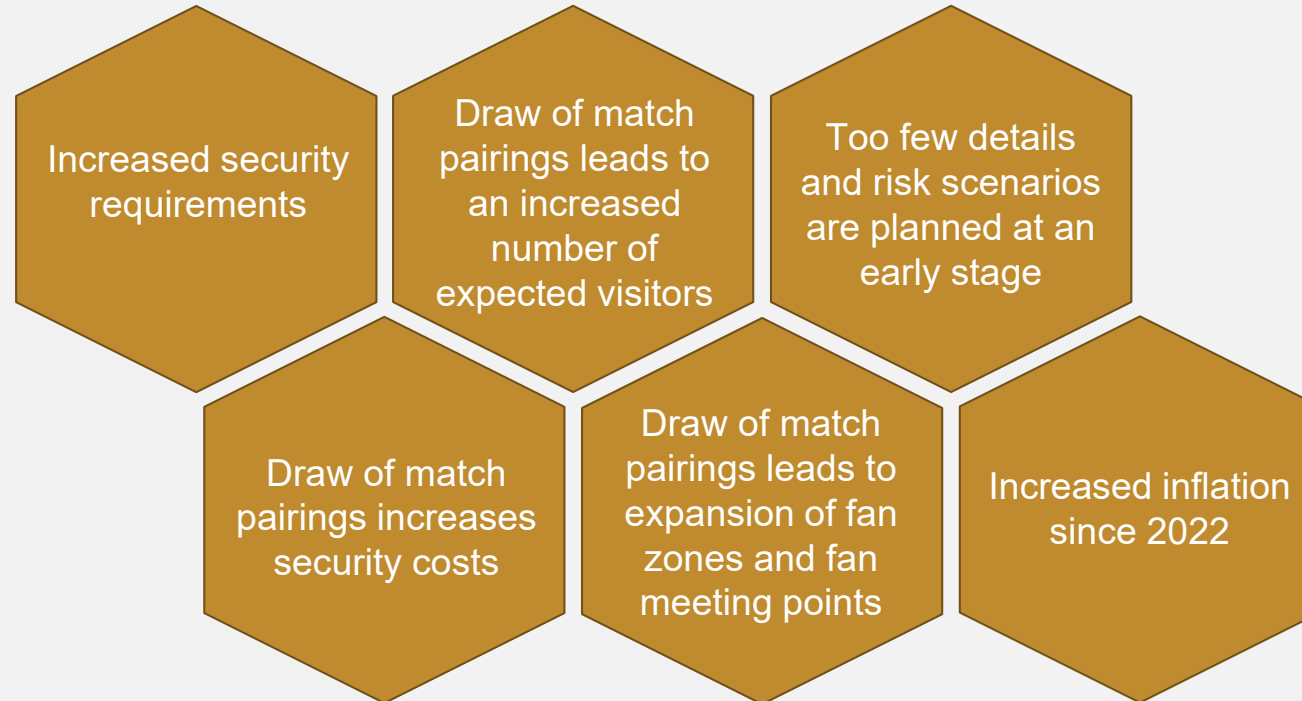 Increased security
requirements
Draw of match
pairings leads to
an increased
number of
expected visitors
Too few details
and risk scenarios
are planned at an
early stage
Draw of match
pairings increases
security costs
Draw of match
pairings leads to
expansion of fan
zones and fan
meeting points
Increased inflation
since 2022